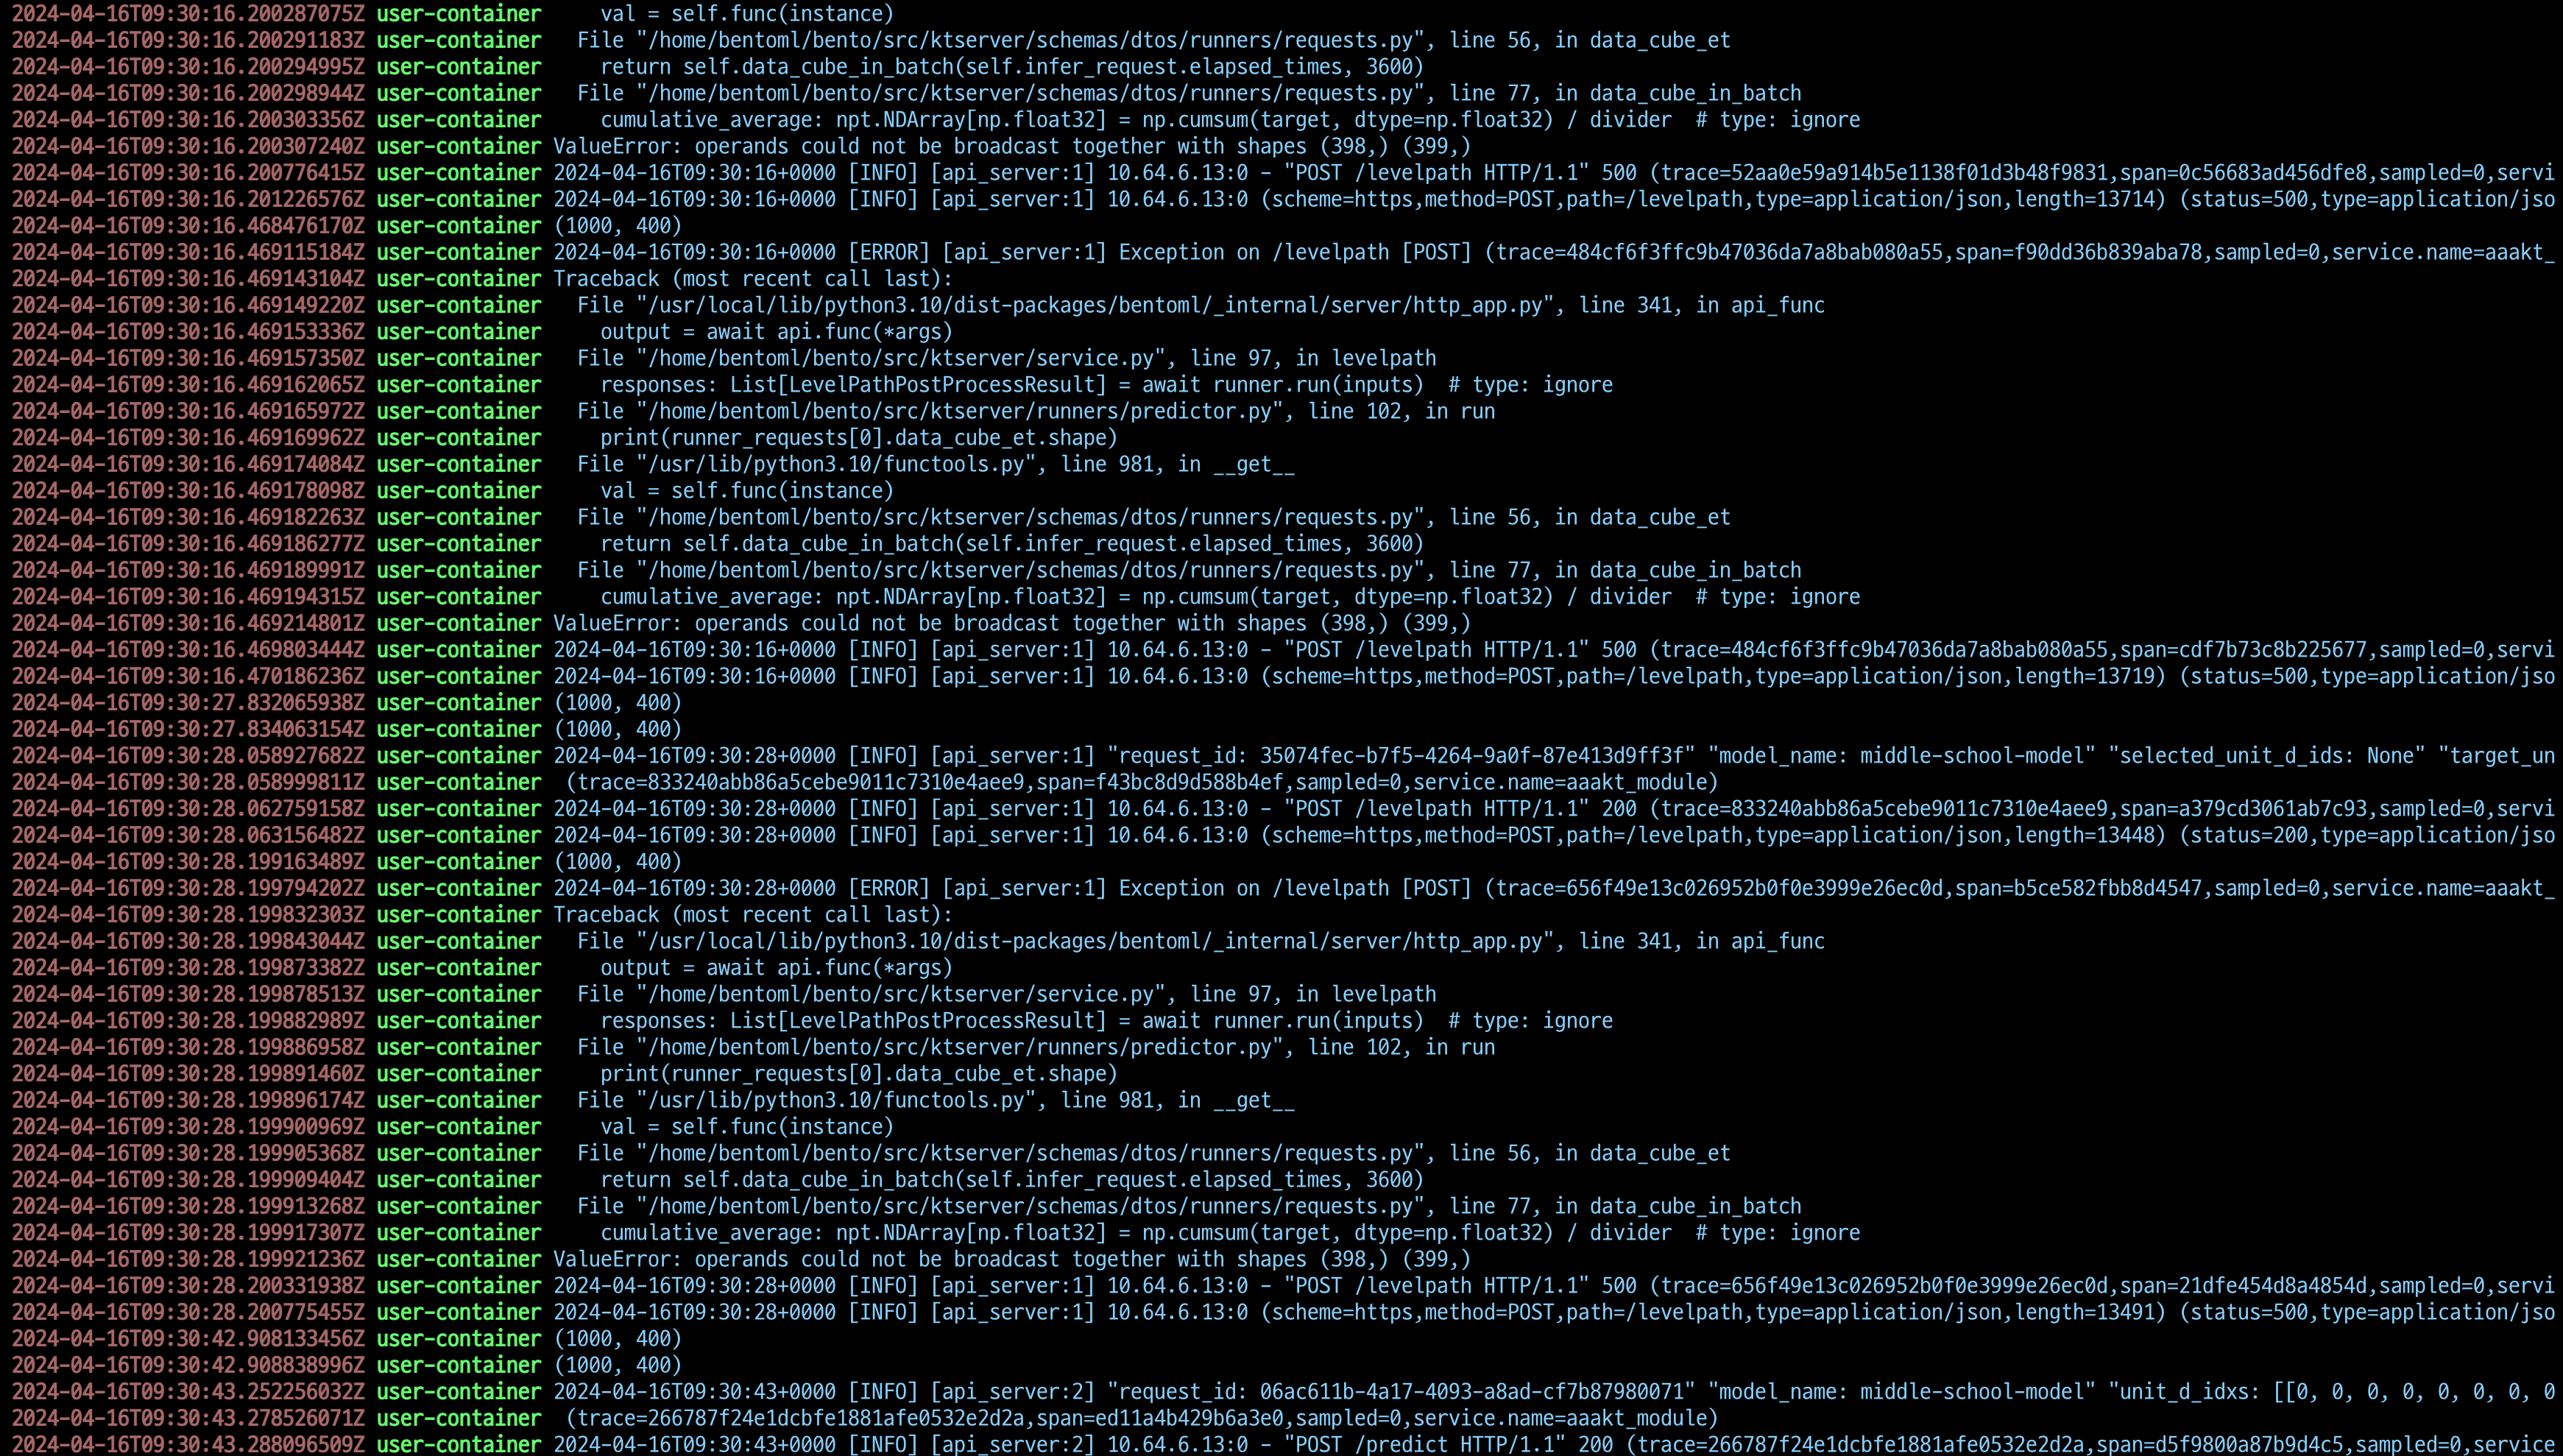 2024-04-16T09:30:16.200287075Z user-container     val = self.func(instance)
2024-04-16T09:30:16.200291183Z user-container   File "/home/bentoml/bento/src/ktserver/schemas/dtos/runners/requests.py", line 56, in data_cube_et
2024-04-16T09:30:16.200294995Z user-container     return self.data_cube_in_batch(self.infer_request.elapsed_times, 3600)
2024-04-16T09:30:16.200298944Z user-container   File "/home/bentoml/bento/src/ktserver/schemas/dtos/runners/requests.py", line 77, in data_cube_in_batch
2024-04-16T09:30:16.200303356Z user-container     cumulative_average: npt.NDArray[np.float32] = np.cumsum(target, dtype=np.float32) / divider  # type: ignore
2024-04-16T09:30:16.200307240Z user-container ValueError: operands could not be broadcast together with shapes (398,) (399,)
2024-04-16T09:30:16.200776415Z user-container 2024-04-16T09:30:16+0000 [INFO] [api_server:1] 10.64.6.13:0 - "POST /levelpath HTTP/1.1" 500 (trace=52aa0e59a914b5e1138f01d3b48f9831,span=0c56683ad456dfe8,sampled=0,servi
2024-04-16T09:30:16.201226576Z user-container 2024-04-16T09:30:16+0000 [INFO] [api_server:1] 10.64.6.13:0 (scheme=https,method=POST,path=/levelpath,type=application/json,length=13714) (status=500,type=application/jso
2024-04-16T09:30:16.468476170Z user-container (1000, 400)
2024-04-16T09:30:16.469115184Z user-container 2024-04-16T09:30:16+0000 [ERROR] [api_server:1] Exception on /levelpath [POST] (trace=484cf6f3ffc9b47036da7a8bab080a55,span=f90dd36b839aba78,sampled=0,service.name=aaakt_
2024-04-16T09:30:16.469143104Z user-container Traceback (most recent call last):
2024-04-16T09:30:16.469149220Z user-container   File "/usr/local/lib/python3.10/dist-packages/bentoml/_internal/server/http_app.py", line 341, in api_func
2024-04-16T09:30:16.469153336Z user-container     output = await api.func(*args)
2024-04-16T09:30:16.469157350Z user-container   File "/home/bentoml/bento/src/ktserver/service.py", line 97, in levelpath
2024-04-16T09:30:16.469162065Z user-container     responses: List[LevelPathPostProcessResult] = await runner.run(inputs)  # type: ignore
2024-04-16T09:30:16.469165972Z user-container   File "/home/bentoml/bento/src/ktserver/runners/predictor.py", line 102, in run
2024-04-16T09:30:16.469169962Z user-container     print(runner_requests[0].data_cube_et.shape)
2024-04-16T09:30:16.469174084Z user-container   File "/usr/lib/python3.10/functools.py", line 981, in __get__
2024-04-16T09:30:16.469178098Z user-container     val = self.func(instance)
2024-04-16T09:30:16.469182263Z user-container   File "/home/bentoml/bento/src/ktserver/schemas/dtos/runners/requests.py", line 56, in data_cube_et
2024-04-16T09:30:16.469186277Z user-container     return self.data_cube_in_batch(self.infer_request.elapsed_times, 3600)
2024-04-16T09:30:16.469189991Z user-container   File "/home/bentoml/bento/src/ktserver/schemas/dtos/runners/requests.py", line 77, in data_cube_in_batch
2024-04-16T09:30:16.469194315Z user-container     cumulative_average: npt.NDArray[np.float32] = np.cumsum(target, dtype=np.float32) / divider  # type: ignore
2024-04-16T09:30:16.469214801Z user-container ValueError: operands could not be broadcast together with shapes (398,) (399,)
2024-04-16T09:30:16.469803444Z user-container 2024-04-16T09:30:16+0000 [INFO] [api_server:1] 10.64.6.13:0 - "POST /levelpath HTTP/1.1" 500 (trace=484cf6f3ffc9b47036da7a8bab080a55,span=cdf7b73c8b225677,sampled=0,servi
2024-04-16T09:30:16.470186236Z user-container 2024-04-16T09:30:16+0000 [INFO] [api_server:1] 10.64.6.13:0 (scheme=https,method=POST,path=/levelpath,type=application/json,length=13719) (status=500,type=application/jso
2024-04-16T09:30:27.832065938Z user-container (1000, 400)
2024-04-16T09:30:27.834063154Z user-container (1000, 400)
2024-04-16T09:30:28.058927682Z user-container 2024-04-16T09:30:28+0000 [INFO] [api_server:1] "request_id: 35074fec-b7f5-4264-9a0f-87e413d9ff3f" "model_name: middle-school-model" "selected_unit_d_ids: None" "target_un
2024-04-16T09:30:28.058999811Z user-container  (trace=833240abb86a5cebe9011c7310e4aee9,span=f43bc8d9d588b4ef,sampled=0,service.name=aaakt_module)
2024-04-16T09:30:28.062759158Z user-container 2024-04-16T09:30:28+0000 [INFO] [api_server:1] 10.64.6.13:0 - "POST /levelpath HTTP/1.1" 200 (trace=833240abb86a5cebe9011c7310e4aee9,span=a379cd3061ab7c93,sampled=0,servi
2024-04-16T09:30:28.063156482Z user-container 2024-04-16T09:30:28+0000 [INFO] [api_server:1] 10.64.6.13:0 (scheme=https,method=POST,path=/levelpath,type=application/json,length=13448) (status=200,type=application/jso
2024-04-16T09:30:28.199163489Z user-container (1000, 400)
2024-04-16T09:30:28.199794202Z user-container 2024-04-16T09:30:28+0000 [ERROR] [api_server:1] Exception on /levelpath [POST] (trace=656f49e13c026952b0f0e3999e26ec0d,span=b5ce582fbb8d4547,sampled=0,service.name=aaakt_
2024-04-16T09:30:28.199832303Z user-container Traceback (most recent call last):
2024-04-16T09:30:28.199843044Z user-container   File "/usr/local/lib/python3.10/dist-packages/bentoml/_internal/server/http_app.py", line 341, in api_func
2024-04-16T09:30:28.199873382Z user-container     output = await api.func(*args)
2024-04-16T09:30:28.199878513Z user-container   File "/home/bentoml/bento/src/ktserver/service.py", line 97, in levelpath
2024-04-16T09:30:28.199882989Z user-container     responses: List[LevelPathPostProcessResult] = await runner.run(inputs)  # type: ignore
2024-04-16T09:30:28.199886958Z user-container   File "/home/bentoml/bento/src/ktserver/runners/predictor.py", line 102, in run
2024-04-16T09:30:28.199891460Z user-container     print(runner_requests[0].data_cube_et.shape)
2024-04-16T09:30:28.199896174Z user-container   File "/usr/lib/python3.10/functools.py", line 981, in __get__
2024-04-16T09:30:28.199900969Z user-container     val = self.func(instance)
2024-04-16T09:30:28.199905368Z user-container   File "/home/bentoml/bento/src/ktserver/schemas/dtos/runners/requests.py", line 56, in data_cube_et
2024-04-16T09:30:28.199909404Z user-container     return self.data_cube_in_batch(self.infer_request.elapsed_times, 3600)
2024-04-16T09:30:28.199913268Z user-container   File "/home/bentoml/bento/src/ktserver/schemas/dtos/runners/requests.py", line 77, in data_cube_in_batch
2024-04-16T09:30:28.199917307Z user-container     cumulative_average: npt.NDArray[np.float32] = np.cumsum(target, dtype=np.float32) / divider  # type: ignore
2024-04-16T09:30:28.199921236Z user-container ValueError: operands could not be broadcast together with shapes (398,) (399,)
2024-04-16T09:30:28.200331938Z user-container 2024-04-16T09:30:28+0000 [INFO] [api_server:1] 10.64.6.13:0 - "POST /levelpath HTTP/1.1" 500 (trace=656f49e13c026952b0f0e3999e26ec0d,span=21dfe454d8a4854d,sampled=0,servi
2024-04-16T09:30:28.200775455Z user-container 2024-04-16T09:30:28+0000 [INFO] [api_server:1] 10.64.6.13:0 (scheme=https,method=POST,path=/levelpath,type=application/json,length=13491) (status=500,type=application/jso
2024-04-16T09:30:42.908133456Z user-container (1000, 400)
2024-04-16T09:30:42.908838996Z user-container (1000, 400)
2024-04-16T09:30:43.252256032Z user-container 2024-04-16T09:30:43+0000 [INFO] [api_server:2] "request_id: 06ac611b-4a17-4093-a8ad-cf7b87980071" "model_name: middle-school-model" "unit_d_idxs: [[0, 0, 0, 0, 0, 0, 0, 0
2024-04-16T09:30:43.278526071Z user-container  (trace=266787f24e1dcbfe1881afe0532e2d2a,span=ed11a4b429b6a3e0,sampled=0,service.name=aaakt_module)
2024-04-16T09:30:43.288096509Z user-container 2024-04-16T09:30:43+0000 [INFO] [api_server:2] 10.64.6.13:0 - "POST /predict HTTP/1.1" 200 (trace=266787f24e1dcbfe1881afe0532e2d2a,span=d5f9800a87b9d4c5,sampled=0,service